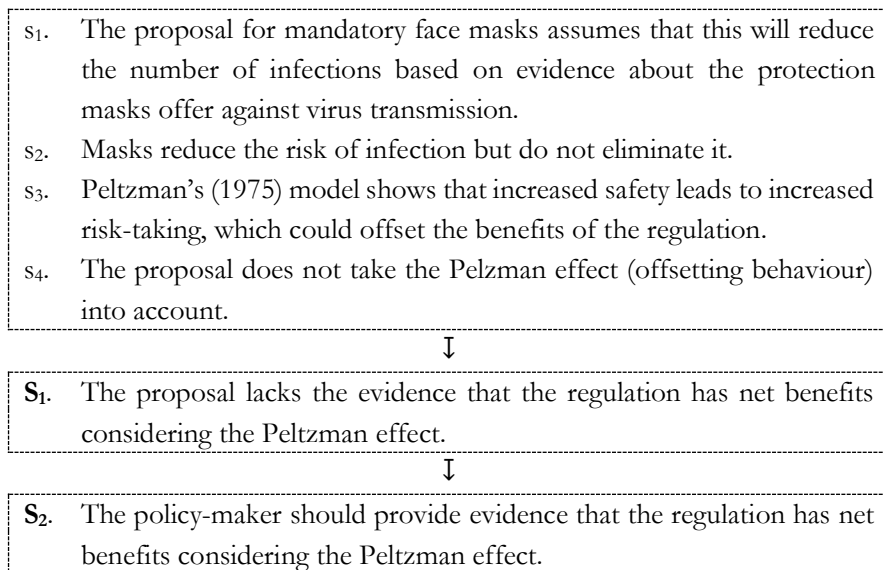 s₁. The proposal for mandatory face masks assumes that this will reduce
the number of infections based on evidence about the protection
masks offer against virus transmission.
s₂. Masks reduce the risk of infection but do not eliminate it.
s₃. Peltzman’s (1975) model shows that increased safety leads to increased
risk-taking, which could offset the benefits of the regulation.
s₄. The proposal does not take the Pelzman effect (offsetting behaviour)
into account.
↧
S₁. The proposal lacks the evidence that the regulation has net benefits
considering the Peltzman effect.
↧
S₂. The policy-maker should provide evidence that the regulation has net
benefits considering the Peltzman effect.